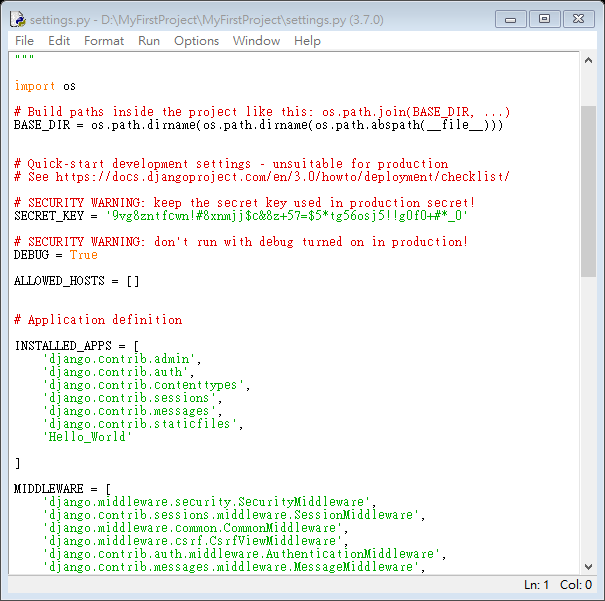 settings.py - D:\MyFirstProject\MyFirstProject\settings.py (3.7.0)
File Edit Format Run Options Window Help
"""
import os
# Build paths inside the project like this: os.path.join(BASE_DIR, ...)
BASE_DIR = os.path.dirname(os.path.dirname(os.path.abspath(__file__)))
# Quick-start development settings - unsuitable for production
# See https://docs.djangoproject.com/en/3.0/howto/deployment/checklist/
# SECURITY WARNING: keep the secret key used in production secret!
SECRET_KEY = '9vg8zntfcwn!#8xnmjj$c&8z+57=$5*tg56osj5!!g0f0+#*_0'
# SECURITY WARNING: don't run with debug turned on in production!
DEBUG = True
ALLOWED_HOSTS = []
# Application definition
INSTALLED_APPS = [
    'django.contrib.admin',
    'django.contrib.auth',
    'django.contrib.contenttypes',
    'django.contrib.sessions',
    'django.contrib.messages',
    'django.contrib.staticfiles',
    'Hello_World'
]
MIDDLEWARE = [
    'django.middleware.security.SecurityMiddleware',
    'django.contrib.sessions.middleware.SessionMiddleware',
    'django.middleware.common.CommonMiddleware',
    'django.middleware.csrf.CsrfViewMiddleware',
    'django.contrib.auth.middleware.AuthenticationMiddleware',
    'django.contrib.messages.middleware.MessageMiddleware',
Ln: 1 Col: 0